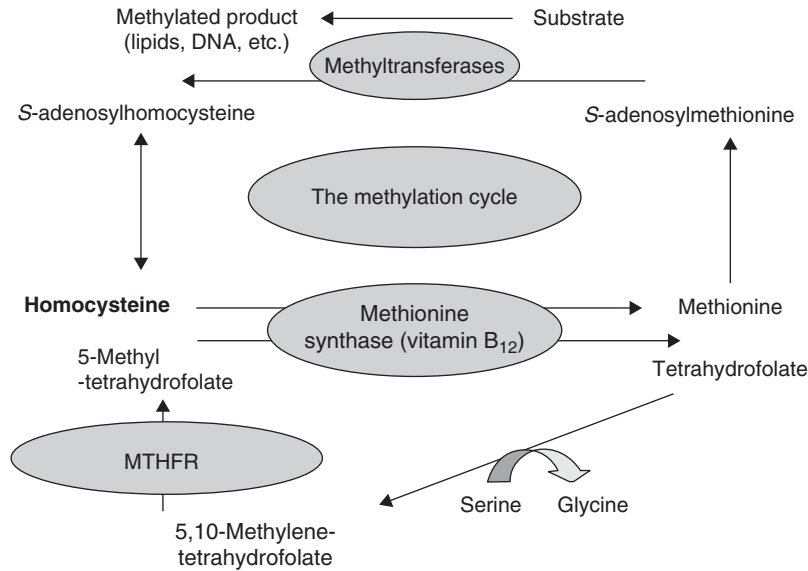 Methylated product
(lipids, DNA, etc.)
Substrate
Methyltransferases
S-adenosylhomocysteine
S-adenosylmethionine
The methylation cycle
Homocysteine
Methionine
synthase (vitamin B12)
Methionine
5-Methyl
-tetrahydrofolate
Tetrahydrofolate
MTHFR
Serine
Glycine
5,10-Methylene-
tetrahydrofolate